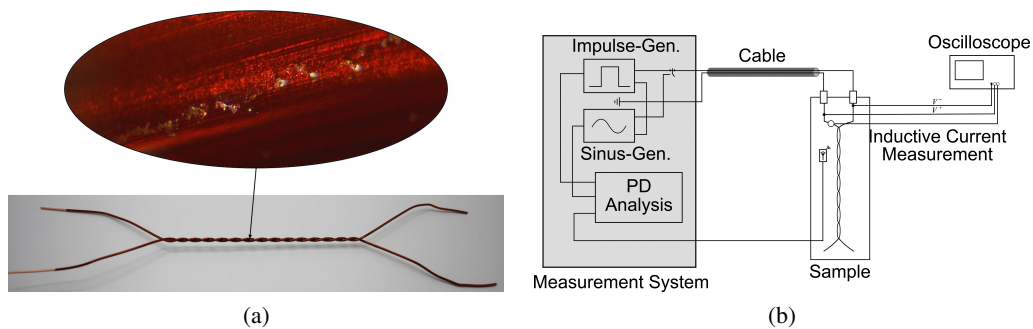 Impulse-Gen.
Cable
Oscilloscope
V⁻
V⁺
Inductive Current
Measurement
Sinus-Gen.
PD
Analysis
Sample
Measurement System
(a)
(b)